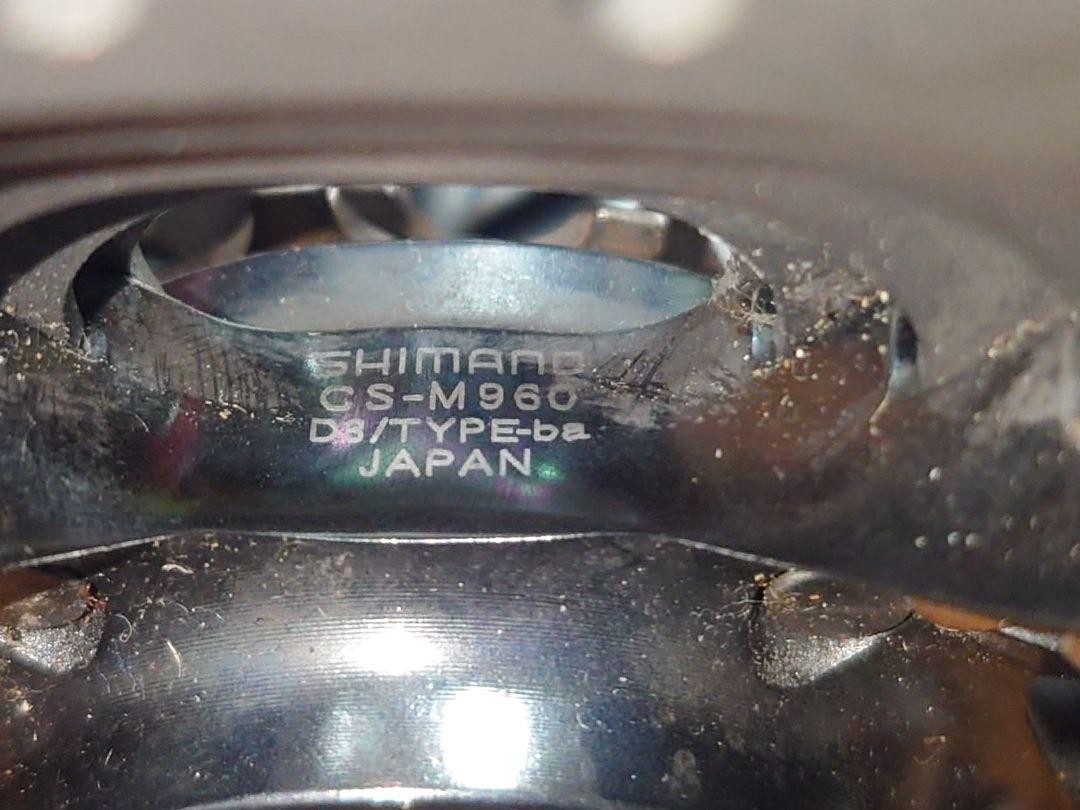 SHIMANO
CS-M960
D3/TYPE-ba
JAPAN